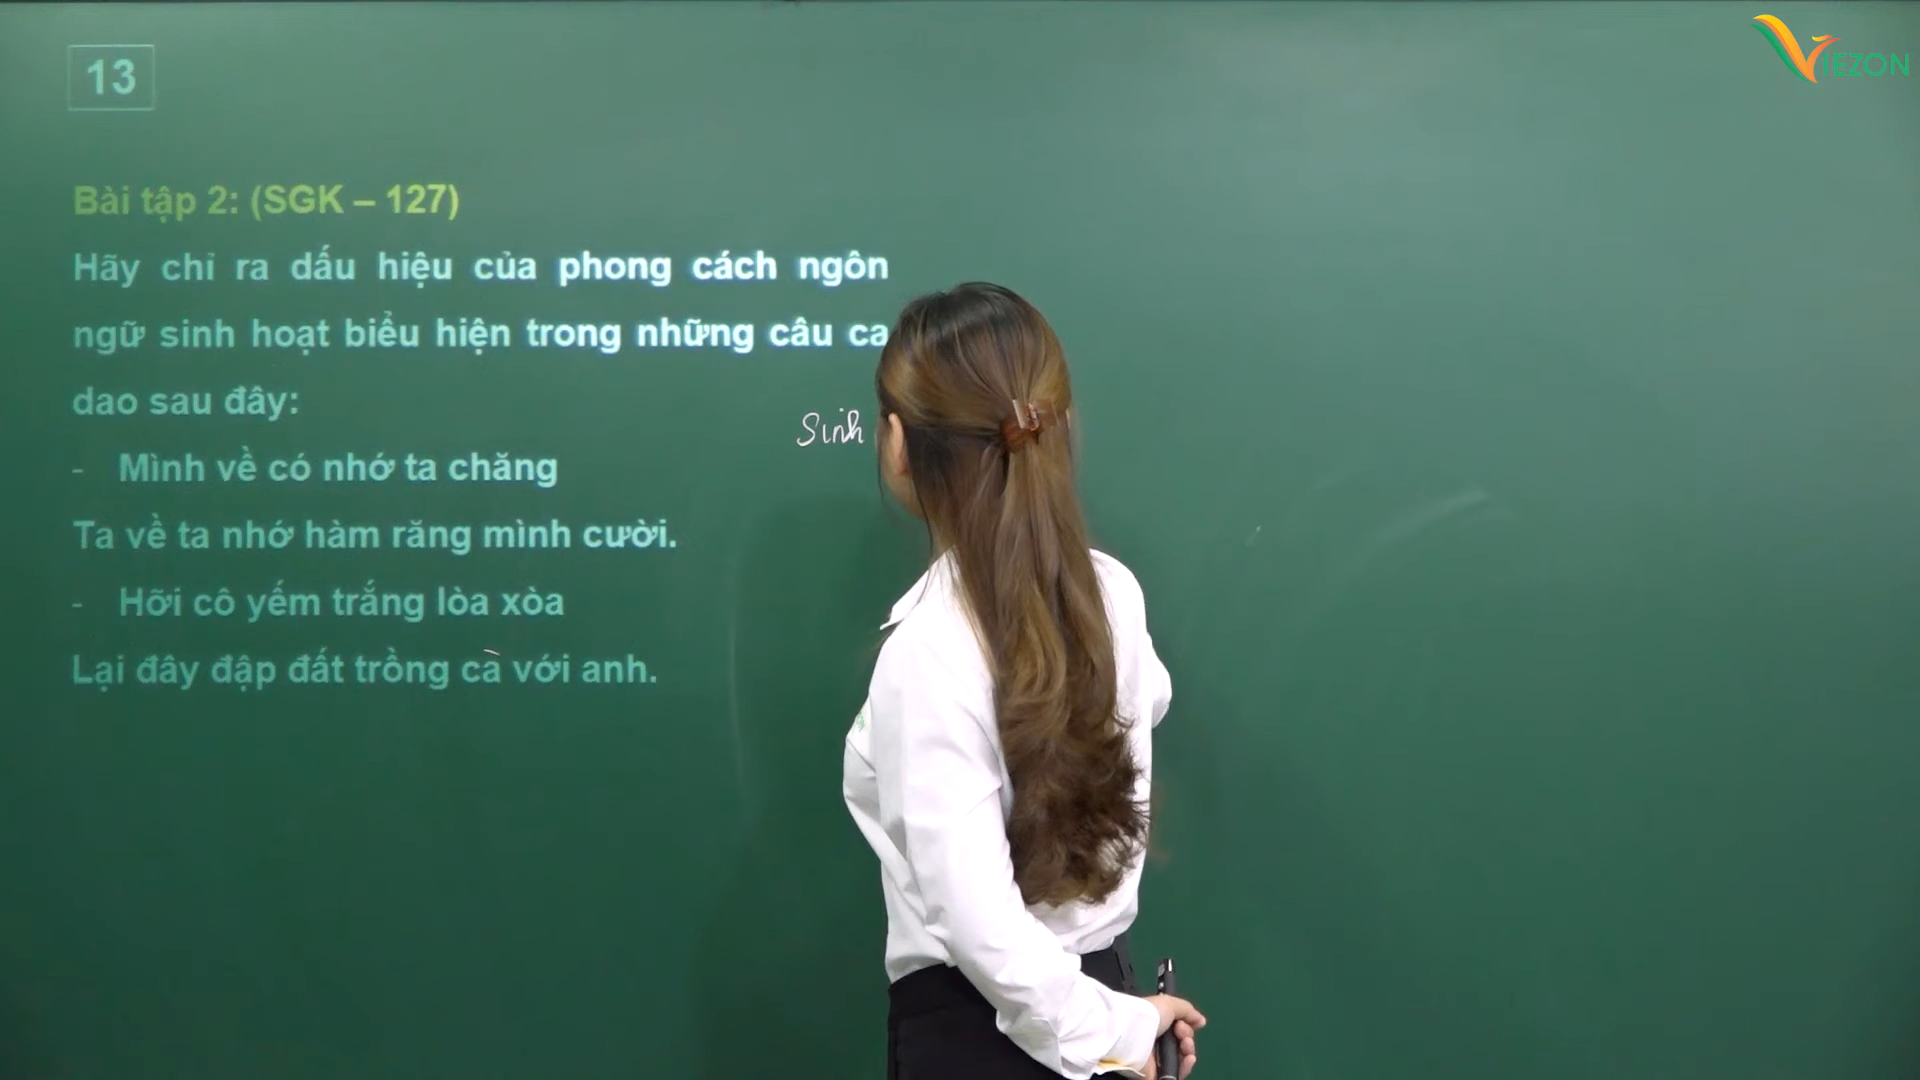 13
VIEZON
Bài tập 2: (SGK – 127)
Hãy chỉ ra dấu hiệu của phong cách ngôn
ngữ sinh hoạt biểu hiện trong những câu ca
dao sau đây:
Sinh
- Mình về có nhớ ta chăng
Ta về ta nhớ hàm răng mình cười.
- Hỡi cô yếm trắng lòa xòa
Lại đây đập đất trồng cà với anh.